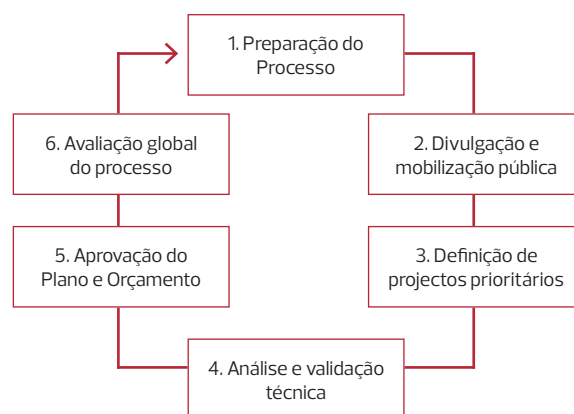 1. Preparação do
Processo
2. Divulgação e
mobilização pública
3. Definição de
projectos prioritários
4. Análise e validação
técnica
5. Aprovação do
Plano e Orçamento
6. Avaliação global
do processo